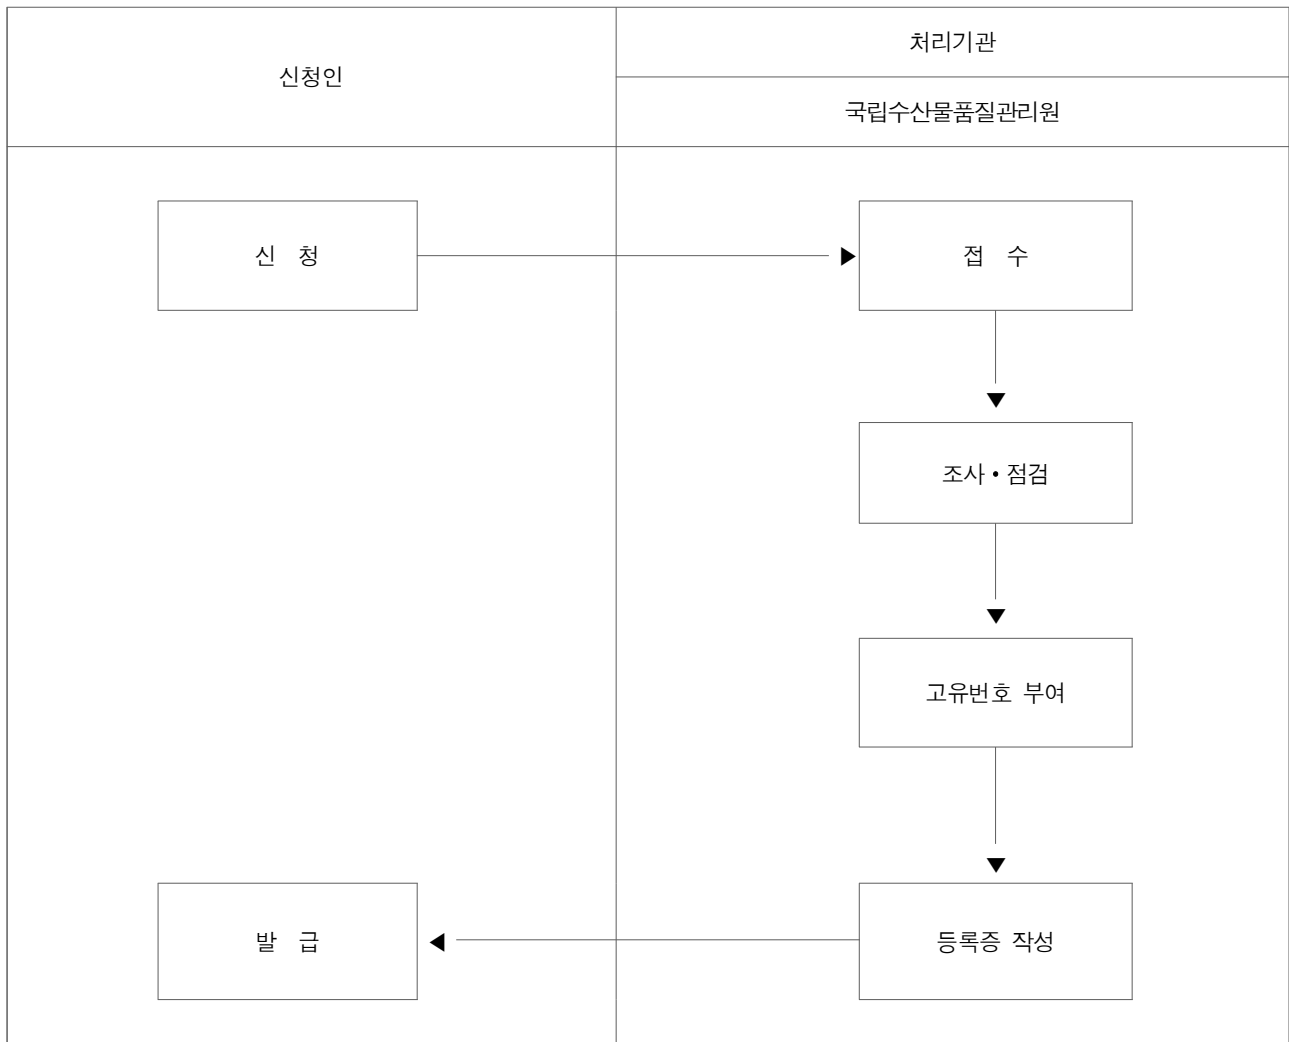 신청인
처리기관
국립수산물품질관리원
신 청
접 수
조사•점검
고유번호 부여
등록증 작성
발 급